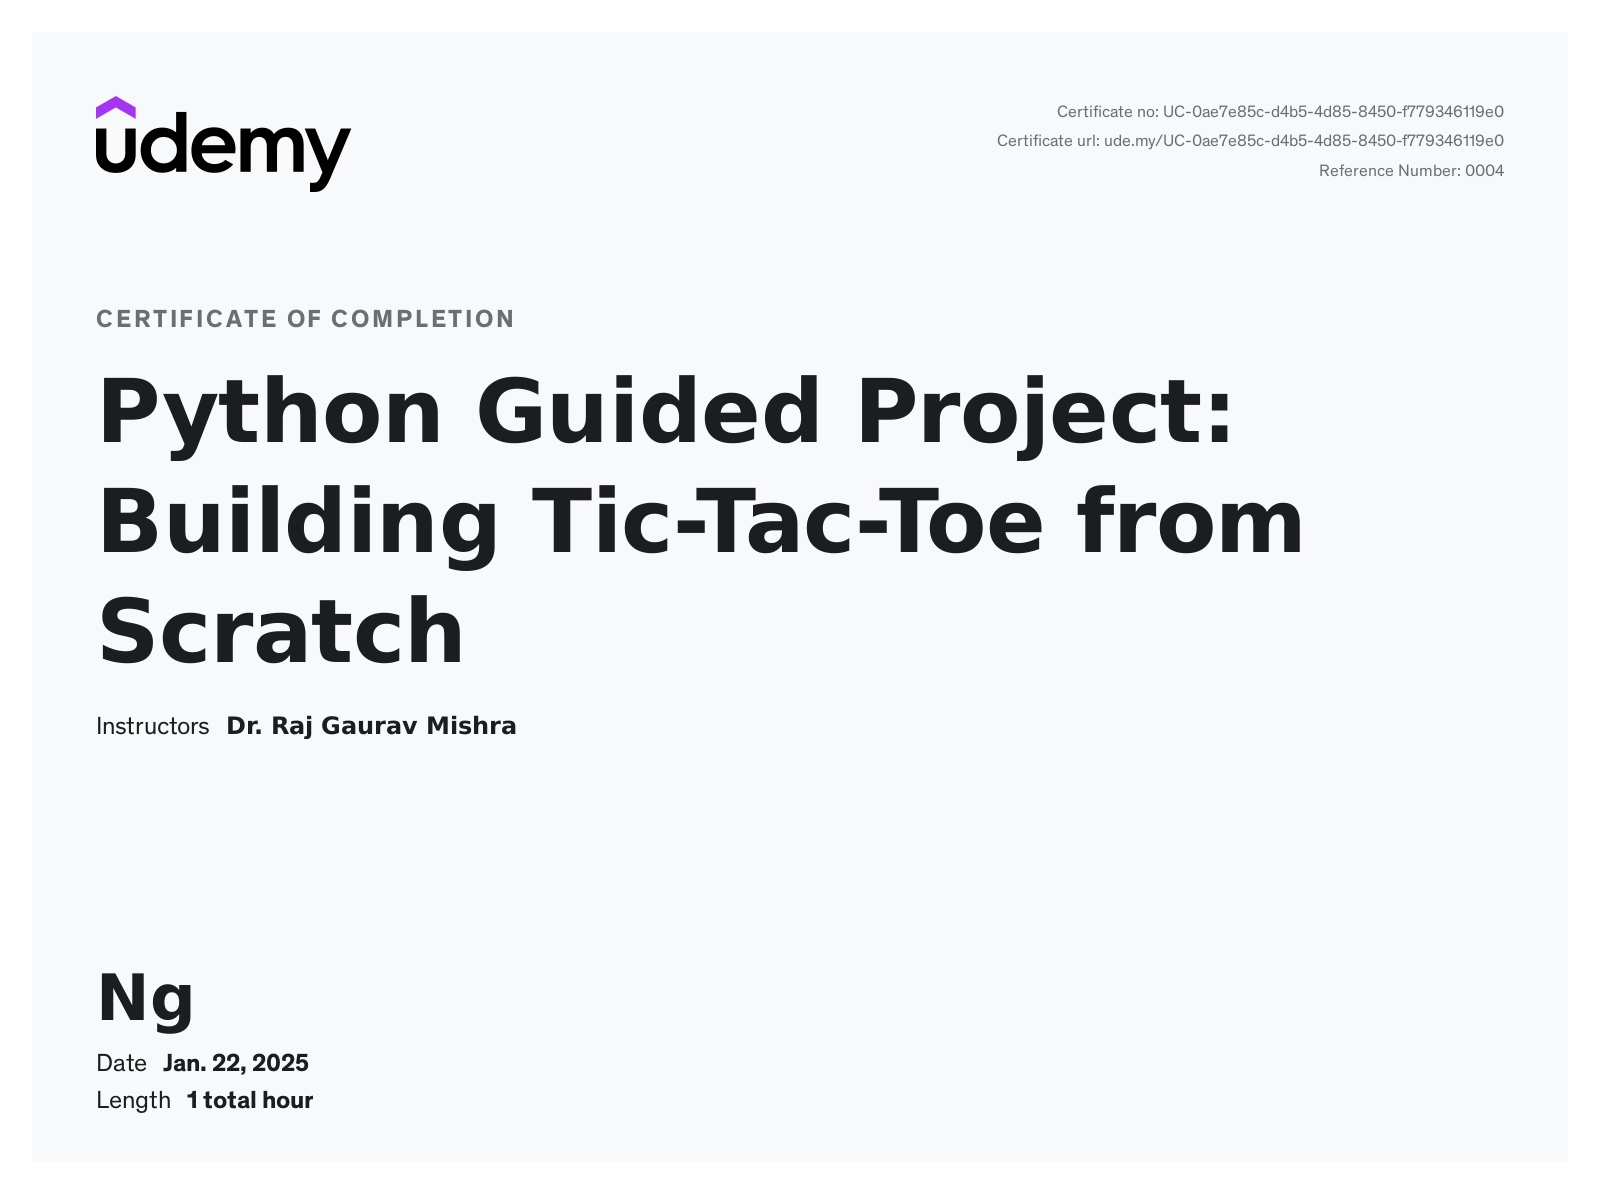 udemy
Certificate no: UC-0ae7e85c-d4b5-4d85-8450-f779346119e0
Certificate url: ude.my/UC-0ae7e85c-d4b5-4d85-8450-f779346119e0
Reference Number: 0004
CERTIFICATE OF COMPLETION
Python Guided Project:
Building Tic-Tac-Toe from
Scratch
Instructors Dr. Raj Gaurav Mishra
Ng
Date Jan. 22, 2025
Length 1 total hour